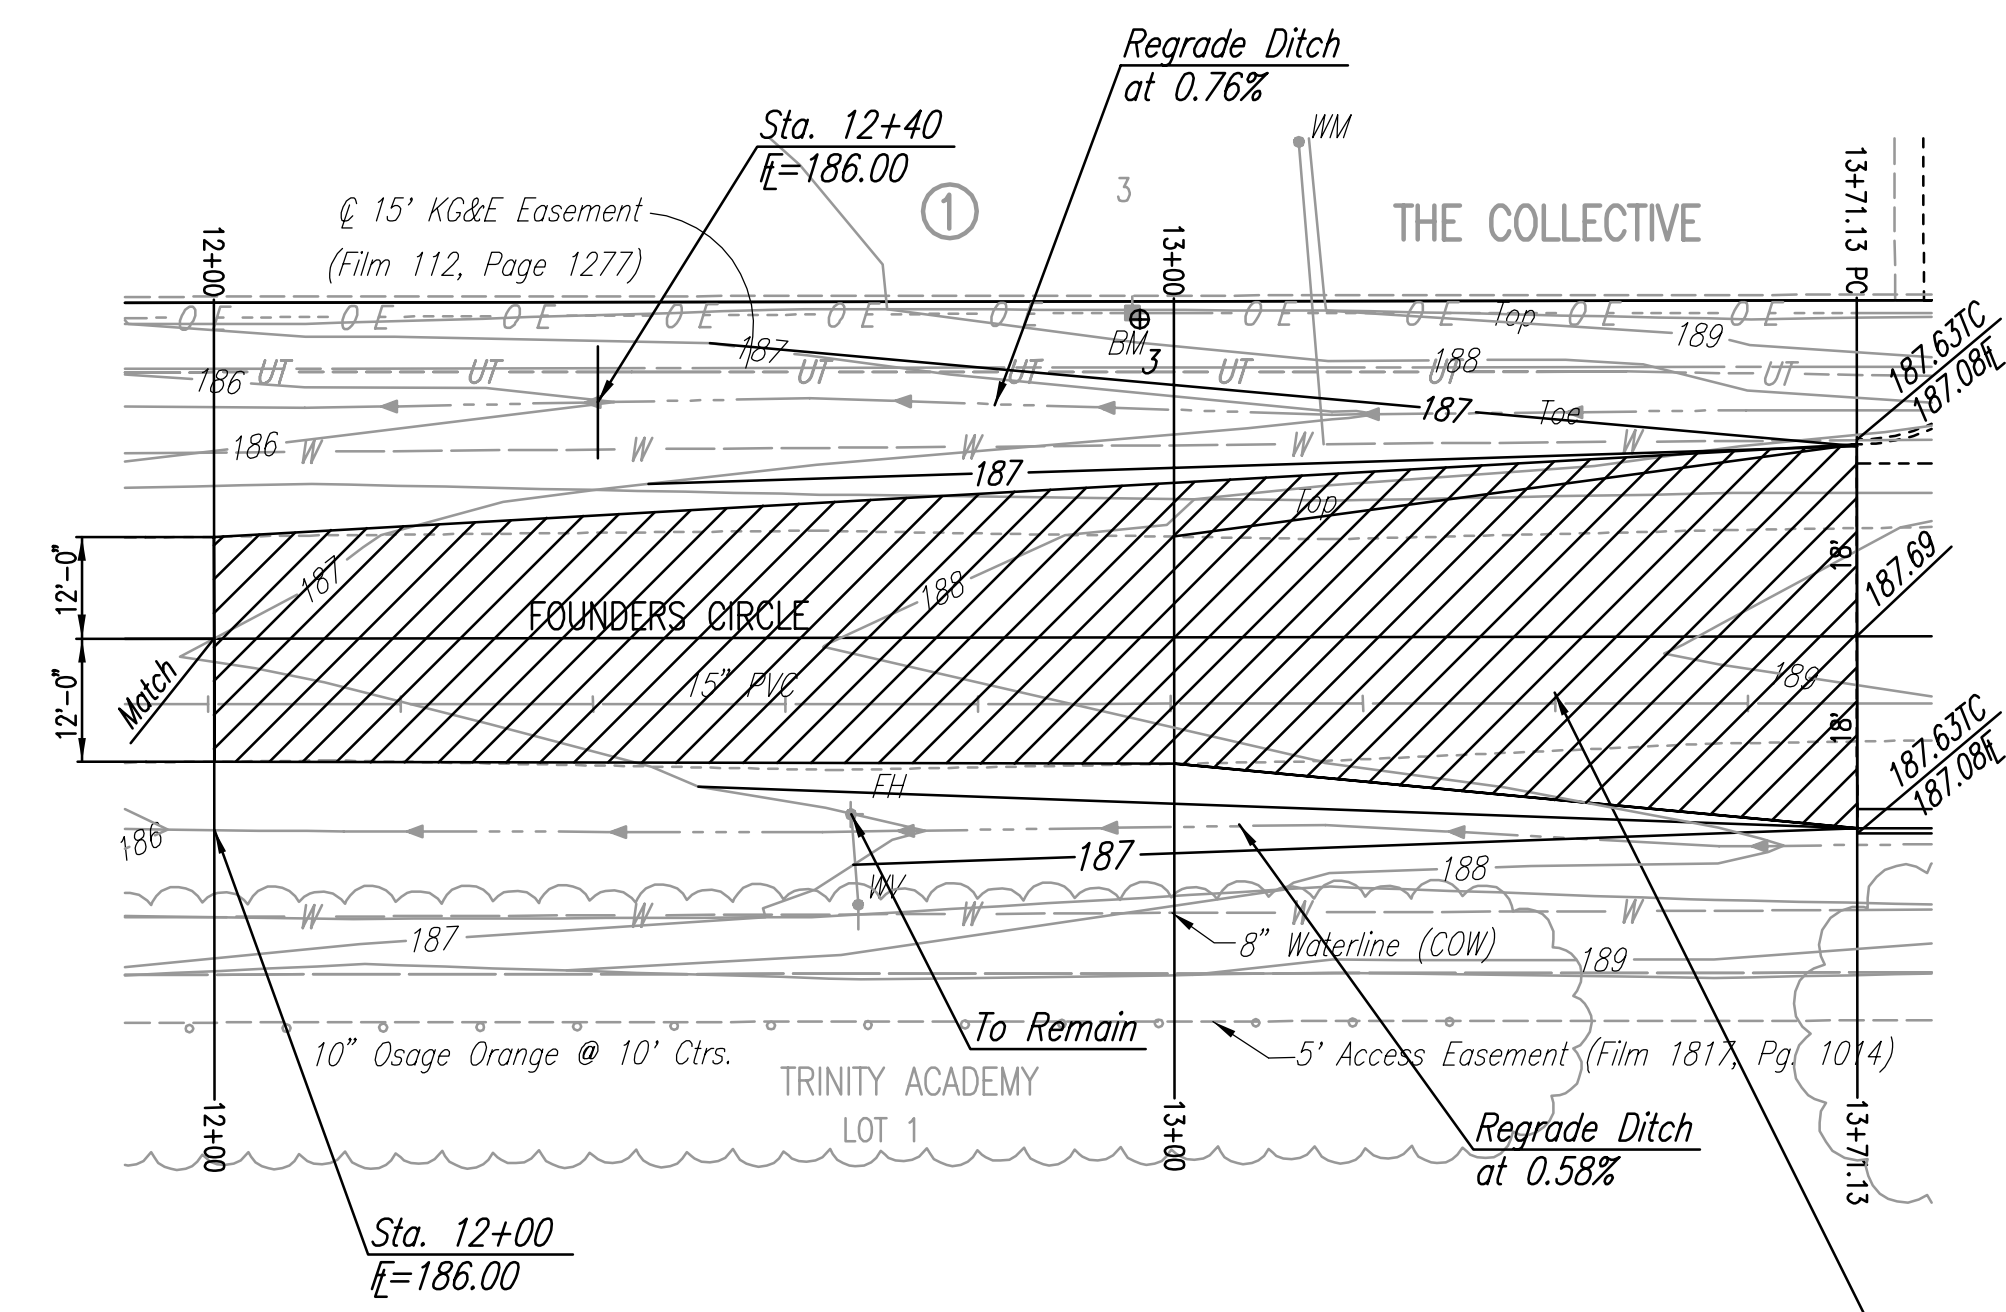 Regrade Ditch
at 0.76%
Sta. 12+40
FL=186.00
WM
3
1
THE COLLECTIVE
13+71.13 PC
℄ 15' KG&E Easement
(Film 112, Page 1277)
12+00
13+00
O E O E O E O E O E O E O E O E O E O E
Top
189
BM
3
187
188
187.63TC
187.08FL
186 UT UT UT UT UT UT UT
187
Toe
186 W W W W W
187
Top
12'-0"
18'
187.69
187
188
FOUNDERS CIRCLE
12'-0"
Match
15" PVC
189
18'
187.63TC
187.08FL
FH
186
187
188
WV
W W W W W
187
8" Waterline (COW)
189
To Remain
10" Osage Orange @ 10' Ctrs.
5' Access Easement (Film 1817, Pg. 1014)
TRINITY ACADEMY
LOT 1
12+00
13+00
13+71.13
Regrade Ditch
at 0.58%
Sta. 12+00
FL=186.00